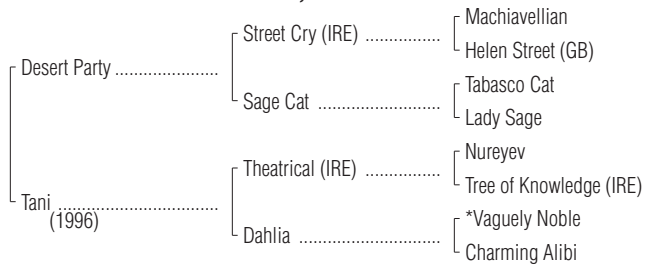 Machiavellian
Street Cry (IRE) ................
Helen Street (GB)
Desert Party ......................
Tabasco Cat
Sage Cat ..........................
Lady Sage
Nureyev
Theatrical (IRE) ................
Tree of Knowledge (IRE)
Tani ..................................
(1996)
*Vaguely Noble
Dahlia ..............................
Charming Alibi